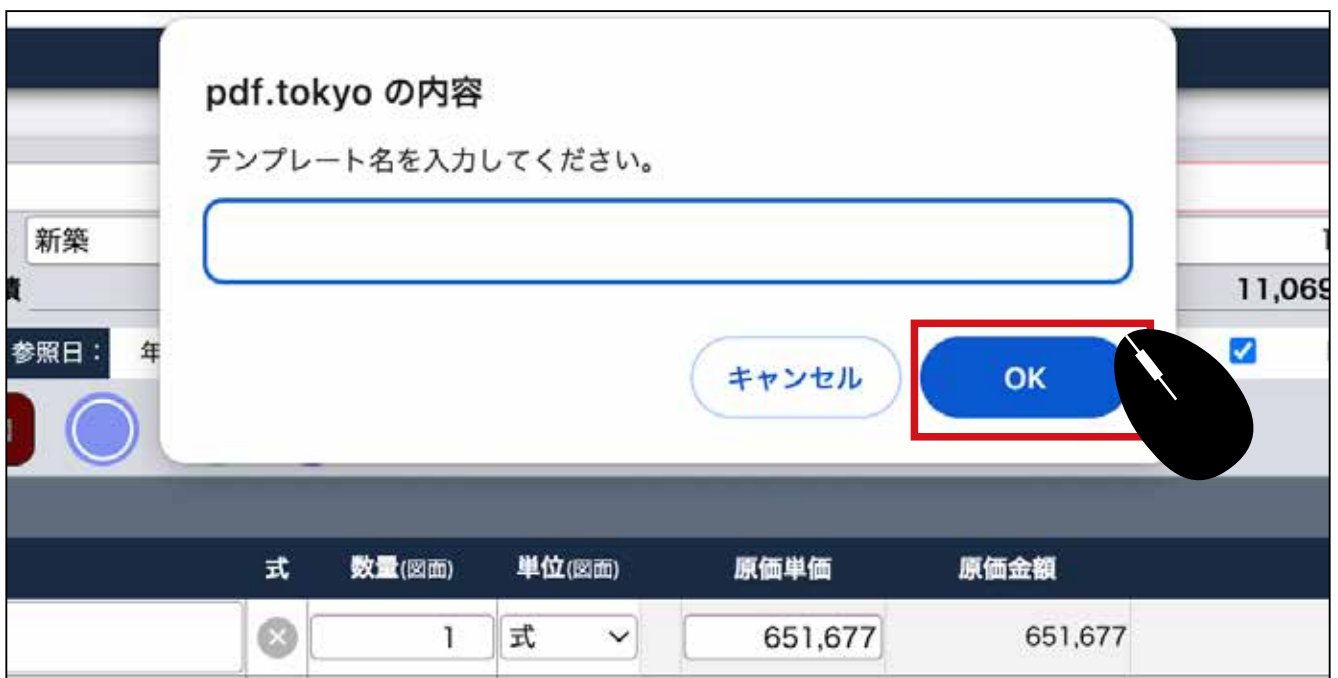 pdf.tokyo の内容
テンプレート名を入力してください。
新築
11,069
参照日： 年
キャンセル
OK
式 数量(図面) 単位(図面) 原価単価 原価金額
1 式 651,677 651,677